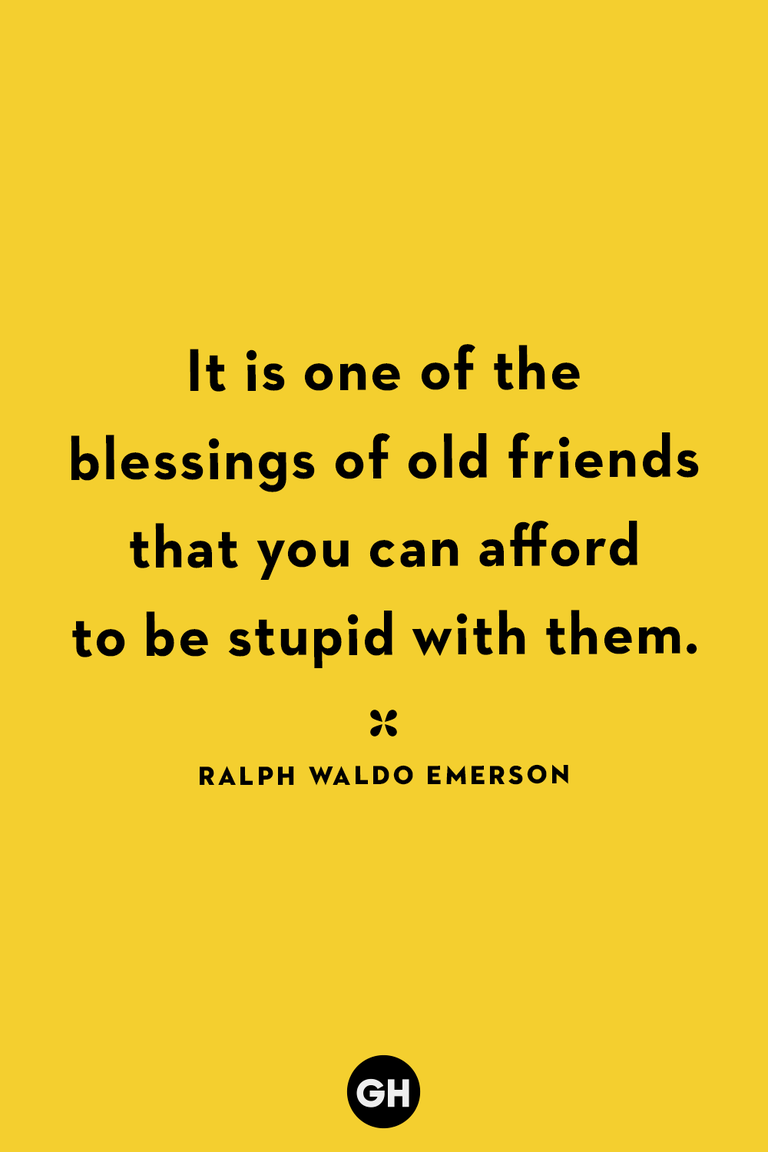 It is one of the
blessings of old friends
that you can afford
to be stupid with them.
RALPH WALDO EMERSON
GH